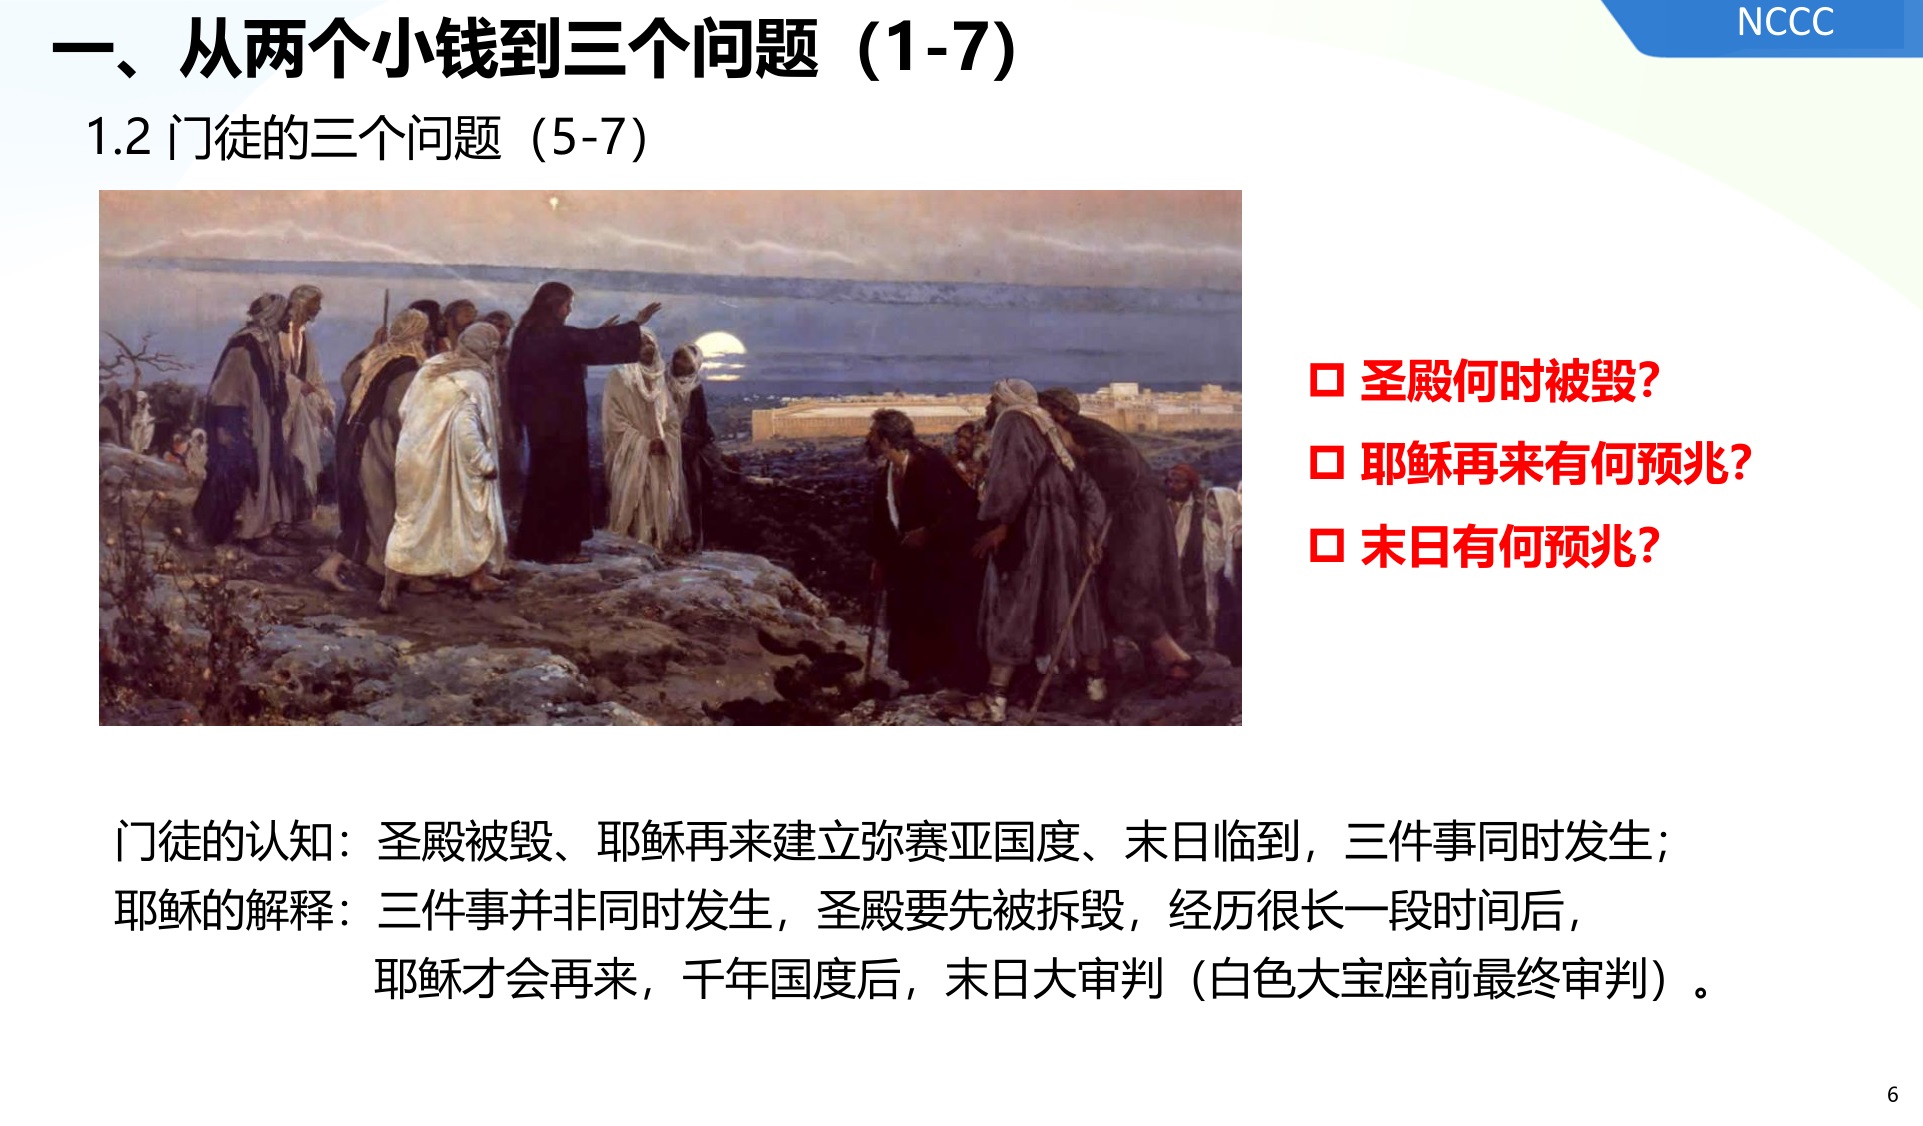 NCCC
一、从两个小钱到三个问题（1-7）
1.2 门徒的三个问题（5-7）
圣殿何时被毁？
耶稣再来有何预兆？
末日有何预兆？
门徒的认知：圣殿被毁、耶稣再来建立弥赛亚国度、末日临到，三件事同时发生；
耶稣的解释：三件事并非同时发生，圣殿要先被拆毁，经历很长一段时间后，
耶稣才会再来，千年国度后，末日大审判（白色大宝座前最终审判）。
6